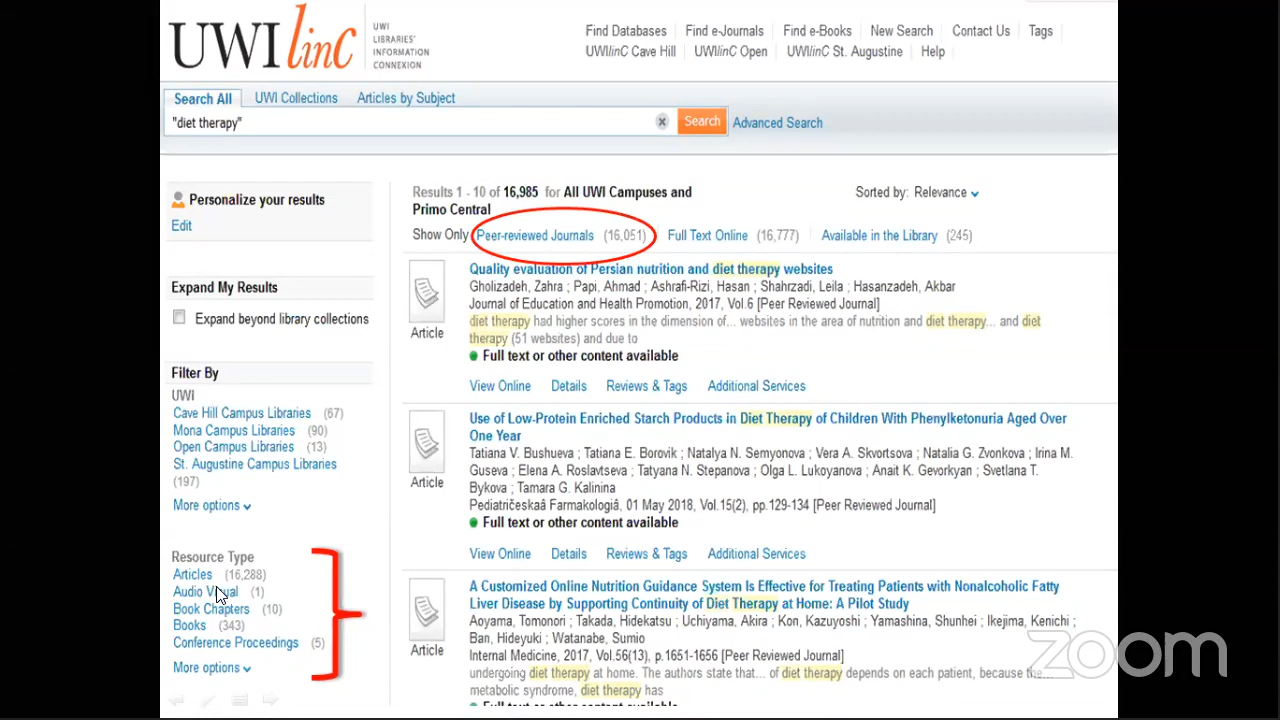 UWIlinC
UWI
LIBRARIES'
INFORMATION
CONNEXION
Find Databases Find e-Journals Find e-Books New Search Contact Us Tags
UWIlinC Cave Hill UWIlinC Open UWIlinC St. Augustine Help
Search All UWI Collections Articles by Subject
"diet therapy" Search Advanced Search
Personalize your results
Edit
Expand My Results
Expand beyond library collections
Filter By
UWI
Cave Hill Campus Libraries (67)
Mona Campus Libraries (90)
Open Campus Libraries (13)
St. Augustine Campus Libraries
(197)
More options
Resource Type
Articles (16,288)
Audio Visual (1)
Book Chapters (10)
Books (343)
Conference Proceedings (5)
More options
Results 1 - 10 of 16,985 for All UWI Campuses and
Primo Central
Sorted by: Relevance
Show Only Peer-reviewed Journals (16,051) Full Text Online (16,777) Available in the Library (245)
Article
Quality evaluation of Persian nutrition and diet therapy websites
Gholizadeh, Zahra ; Papi, Ahmad ; Ashrafi-Rizi, Hasan ; Shahrzadi, Leila ; Hasanzadeh, Akbar
Journal of Education and Health Promotion, 2017, Vol.6 [Peer Reviewed Journal]
diet therapy had higher scores in the dimension of... websites in the area of nutrition and diet therapy... and diet
therapy (51 websites) and due to
Full text or other content available
View Online Details Reviews & Tags Additional Services
Article
Use of Low-Protein Enriched Starch Products in Diet Therapy of Children With Phenylketonuria Aged Over
One Year
Tatiana V. Bushueva ; Tatiana E. Borovik ; Natalya N. Semyonova ; Vera A. Skvortsova ; Natalia G. Zvonkova ; Irina M.
Guseva ; Elena A. Roslavtseva ; Tatyana N. Stepanova ; Olga L. Lukoyanova ; Anait K. Gevorkyan ; Svetlana T.
Bykova ; Tamara G. Kalinina
Pediatričeskaâ Farmakologiâ, 01 May 2018, Vol.15(2), pp.129-134 [Peer Reviewed Journal]
Full text or other content available
View Online Details Reviews & Tags Additional Services
Article
A Customized Online Nutrition Guidance System Is Effective for Treating Patients with Nonalcoholic Fatty
Liver Disease by Supporting Continuity of Diet Therapy at Home: A Pilot Study
Aoyama, Tomonori ; Takada, Hidekatsu ; Uchiyama, Akira ; Kon, Kazuyoshi ; Yamashina, Shunhei ; Ikejima, Kenichi ;
Ban, Hideyuki ; Watanabe, Sumio
Internal Medicine, 2017, Vol.56(13), p.1651-1656 [Peer Reviewed Journal]
undergoing diet therapy at home. The authors state that... of diet therapy depends on each patient, because the...
metabolic syndrome, diet therapy has
Full text or other content available
zoom